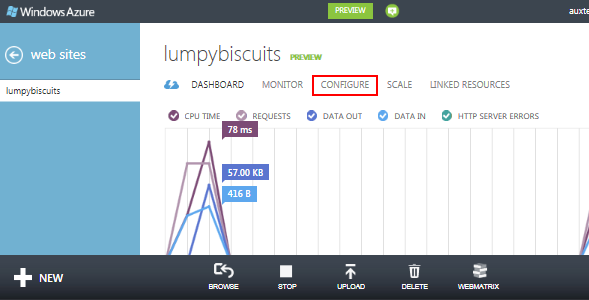 Windows Azure PREVIEW auxte
web sites
lumpybiscuits
lumpybiscuits PREVIEW
DASHBOARD MONITOR CONFIGURE SCALE LINKED RESOURCES
CPU TIME REQUESTS DATA OUT DATA IN HTTP SERVER ERRORS
78 ms
57.00 KB
416 B
NEW
BROWSE STOP UPLOAD DELETE WEBMATRIX